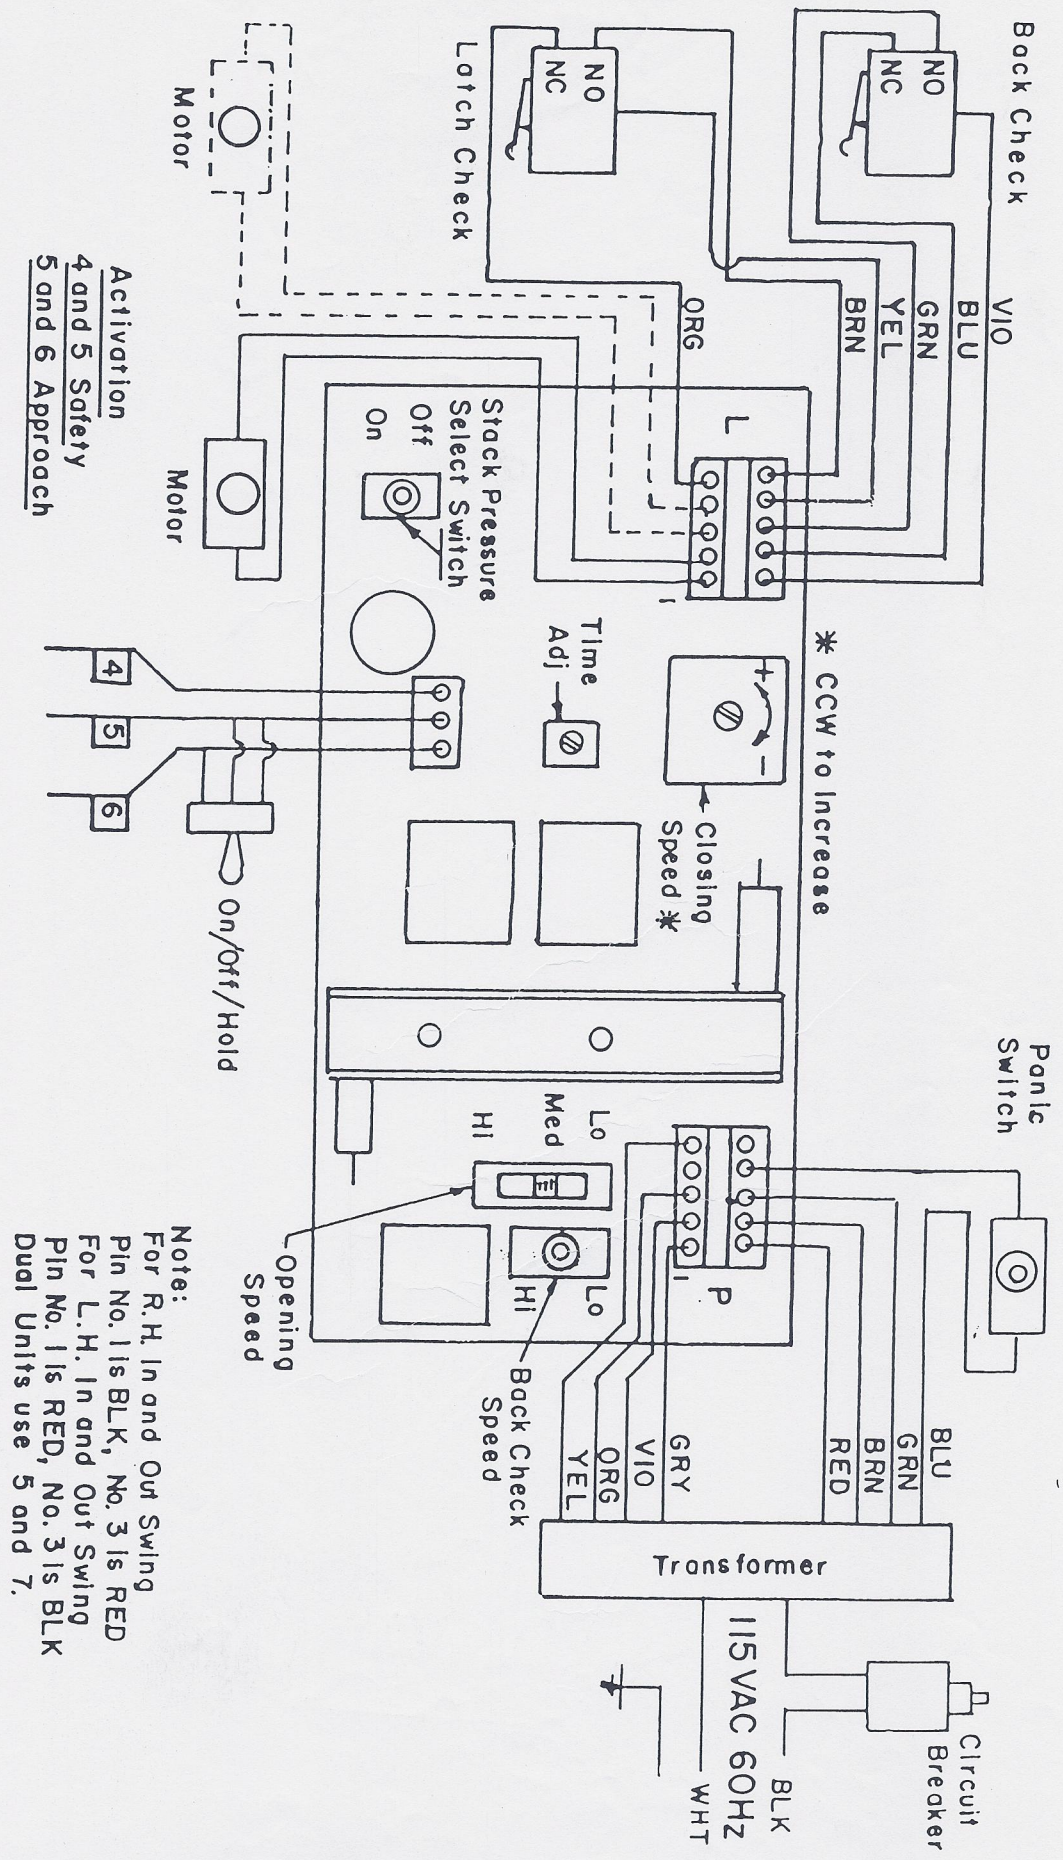 Back Check
NO
NC
VIO
BLU
GRN
YEL
BRN
Latch Check
NO
NC
ORG
Motor
Motor
Activation
4 and 5 Safety
5 and 6 Approach
L
1
Stack Pressure
Select Switch
Off
On
Time
Adj
* CCW to Increase
+
-
Closing
Speed *
4
5
6
On/Off/Hold
Panic
Switch
Lo
Med
Hi
P
1
Lo
Hi
Opening
Speed
Back Check
Speed
BLU
GRN
BRN
RED
GRY
VIO
ORG
YEL
Transformer
Circuit
Breaker
BLK
115VAC 60Hz
WHT
Note:
For R.H. In and Out Swing
Pin No. 1 is BLK, No. 3 is RED
For L.H. In and Out Swing
Pin No. 1 is RED, No. 3 is BLK
Dual Units use 5 and 7.